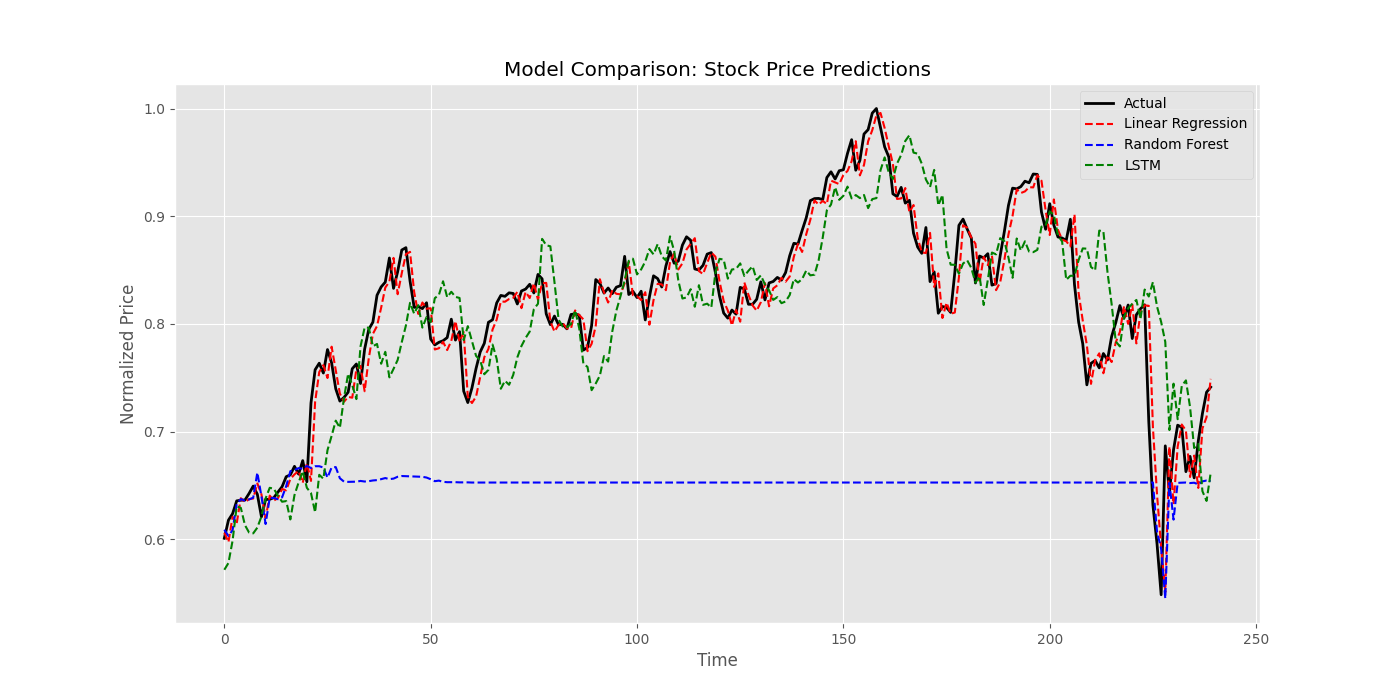 Model Comparison: Stock Price Predictions
Actual
Linear Regression
Random Forest
LSTM
Normalized Price
1.0
0.9
0.8
0.7
0.6
0 50 100 150 200 250
Time